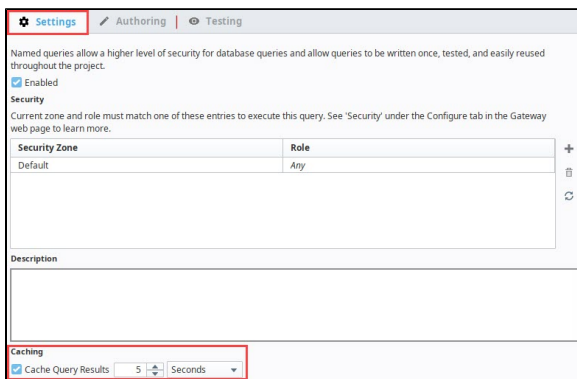 Settings Authoring Testing
Named queries allow a higher level of security for database queries and allow queries to be written once, tested, and easily reused
throughout the project.
Enabled
Security
Current zone and role must match one of these entries to execute this query. See 'Security' under the Configure tab in the Gateway
web page to learn more.
Security Zone Role
Default Any
Description
Caching
Cache Query Results 5 Seconds